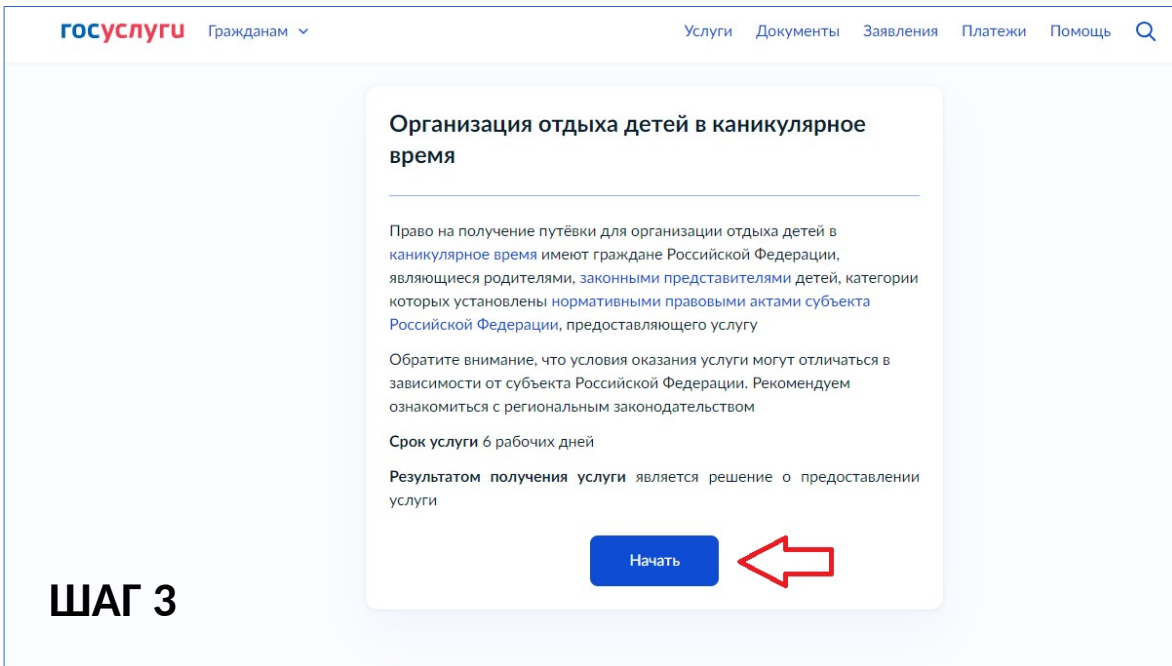 госуслуги Гражданам Услуги Документы Заявления Платежи Помощь
Организация отдыха детей в каникулярное
время
Право на получение путёвки для организации отдыха детей в
каникулярное время имеют граждане Российской Федерации,
являющиеся родителями, законными представителями детей, категории
которых установлены нормативными правовыми актами субъекта
Российской Федерации, предоставляющего услугу
Обратите внимание, что условия оказания услуги могут отличаться в
зависимости от субъекта Российской Федерации. Рекомендуем
ознакомиться с региональным законодательством
Срок услуги 6 рабочих дней
Результатом получения услуги является решение о предоставлении
услуги
Начать
ШАГ 3